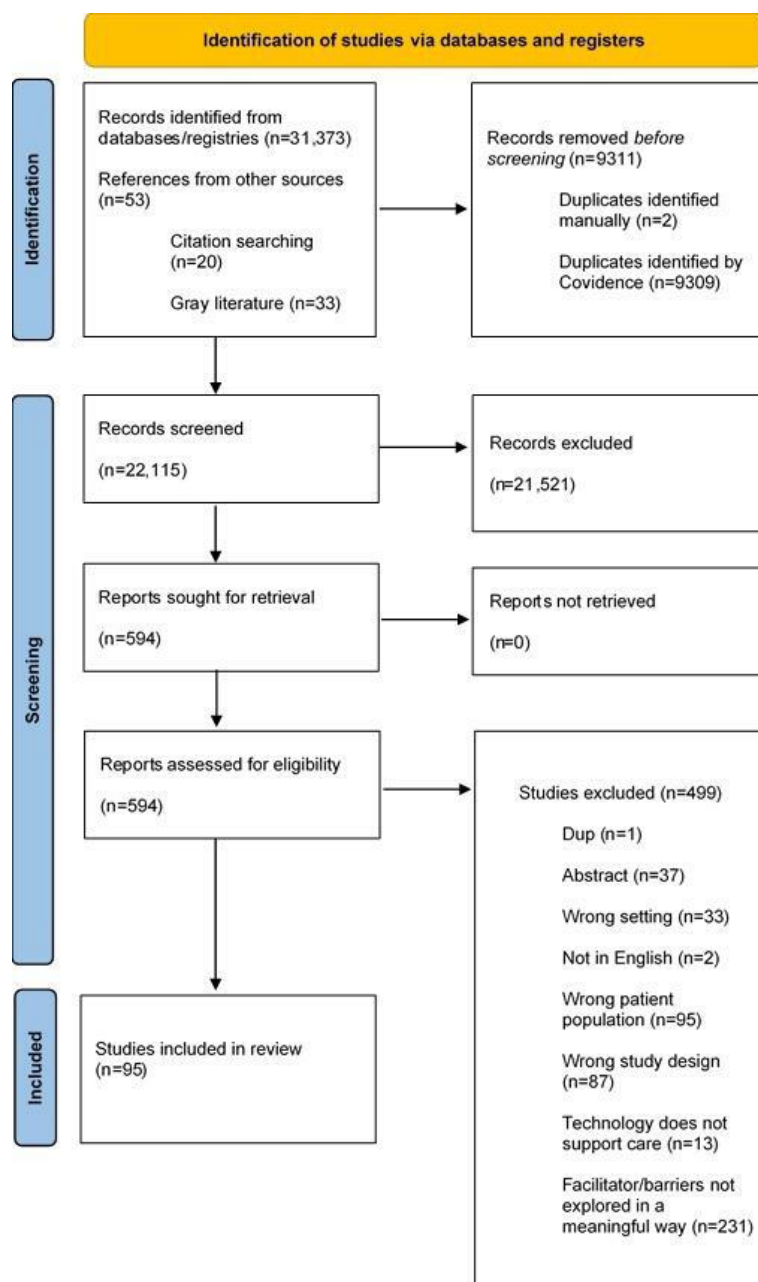 Identification of studies via databases and registers
Identification
Records identified from
databases/registries (n=31,373)
References from other sources
(n=53)
Citation searching
(n=20)
Gray literature (n=33)
Records removed before
screening (n=9311)
Duplicates identified
manually (n=2)
Duplicates identified by
Covidence (n=9309)
Screening
Records screened
(n=22,115)
Records excluded
(n=21,521)
Reports sought for retrieval
(n=594)
Reports not retrieved
(n=0)
Reports assessed for eligibility
(n=594)
Studies excluded (n=499)
Dup (n=1)
Abstract (n=37)
Wrong setting (n=33)
Not in English (n=2)
Wrong patient
population (n=95)
Wrong study design
(n=87)
Technology does not
support care (n=13)
Facilitator/barriers not
explored in a
meaningful way (n=231)
Included
Studies included in review
(n=95)